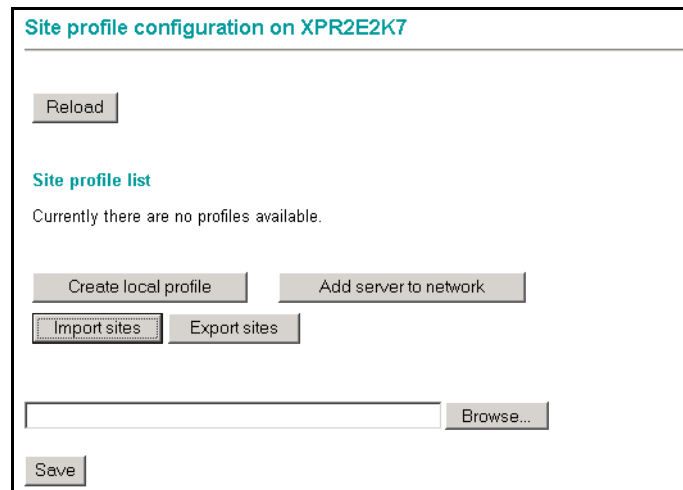 Site profile configuration on XPR2E2K7
Reload
Site profile list
Currently there are no profiles available.
Create local profile Add server to network
Import sites Export sites
Browse...
Save